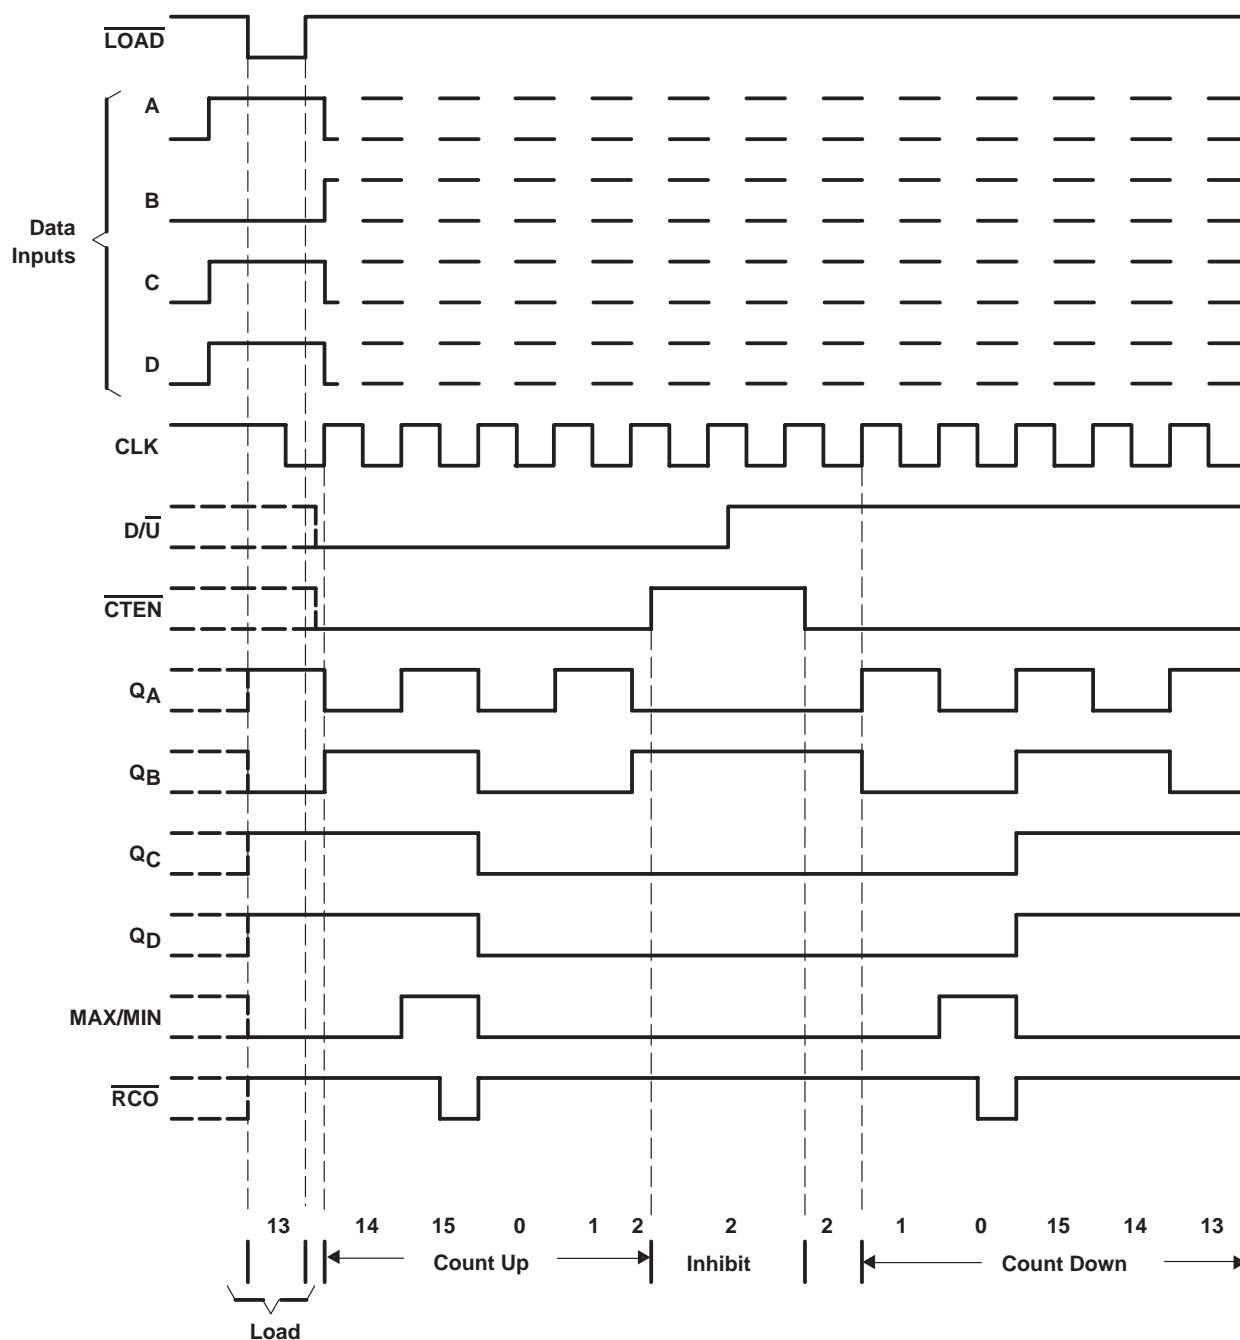 LOAD
A
B
Data
Inputs
C
D
CLK
D/U
CTEN
QA
QB
QC
QD
MAX/MIN
RCO
13 14 15 0 1 2 2 2 1 0 15 14 13
Count Up Inhibit Count Down
Load